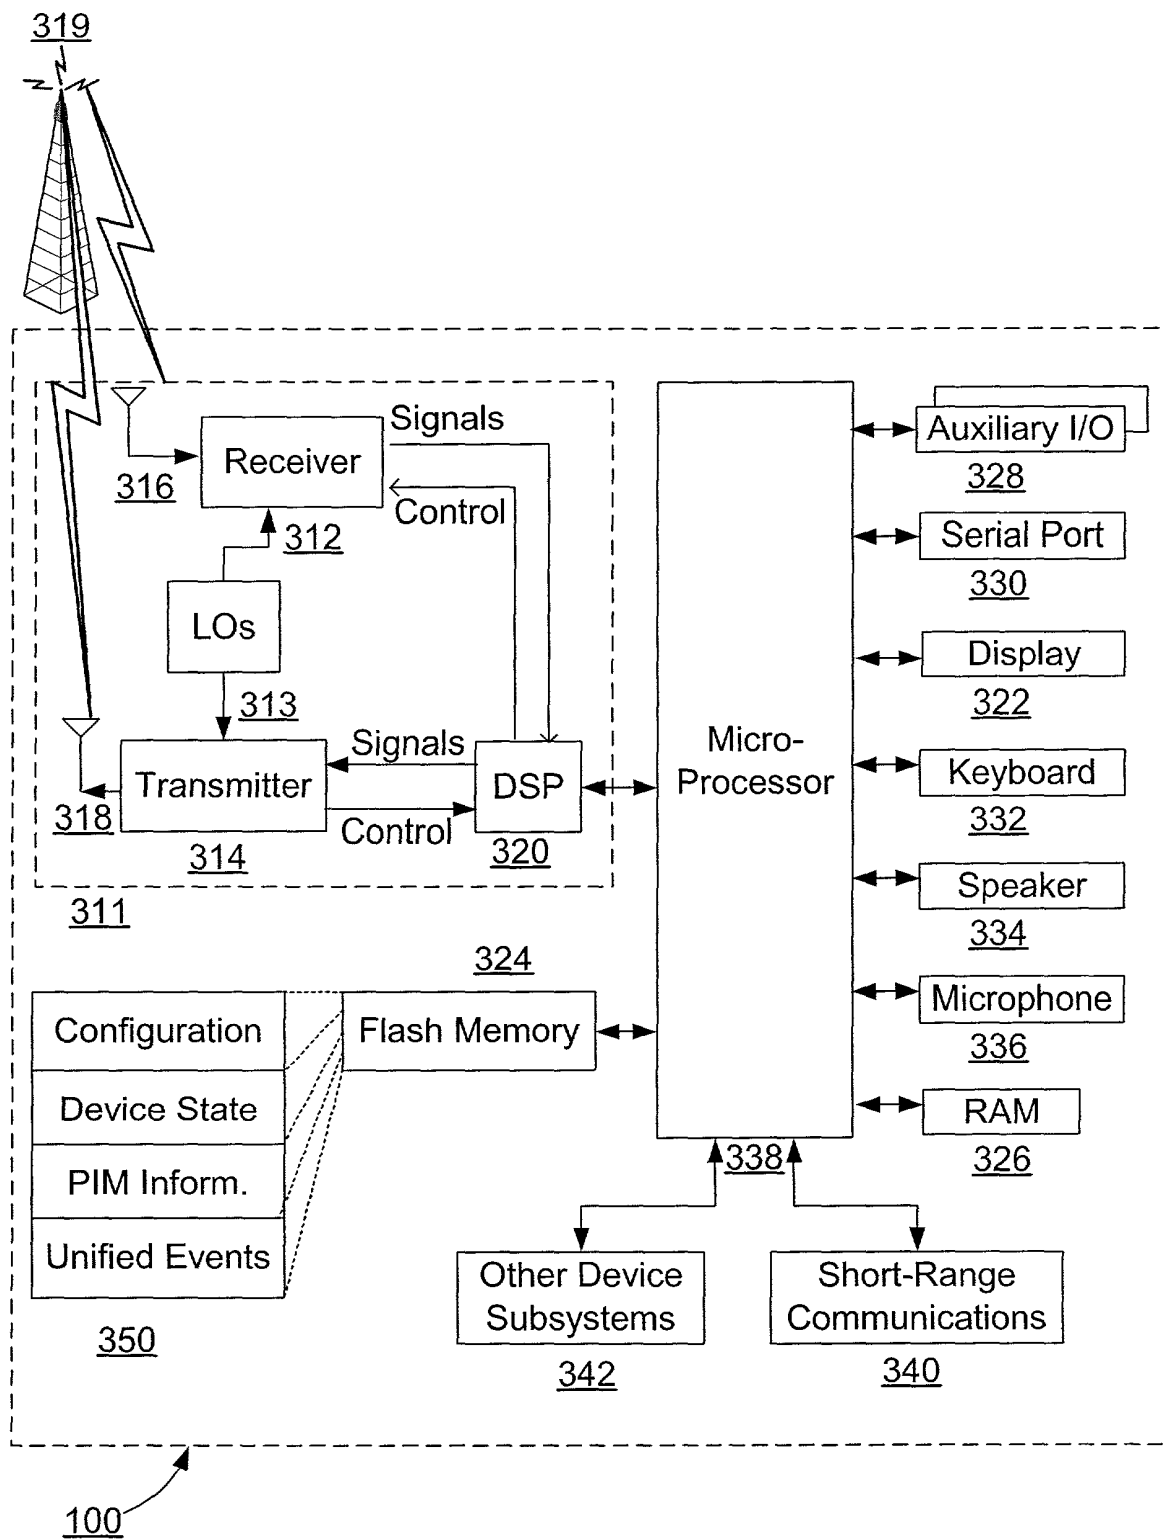 319
Signals
Receiver
316
Control
312
LOs
313
Signals
Transmitter
DSP
318
Control
314
320
311
Micro-
Processor
338
Auxiliary I/O
328
Serial Port
330
Display
322
Keyboard
332
Speaker
334
Microphone
336
RAM
326
324
Flash Memory
Configuration
Device State
PIM Inform.
Unified Events
350
Other Device
Subsystems
342
Short-Range
Communications
340
100